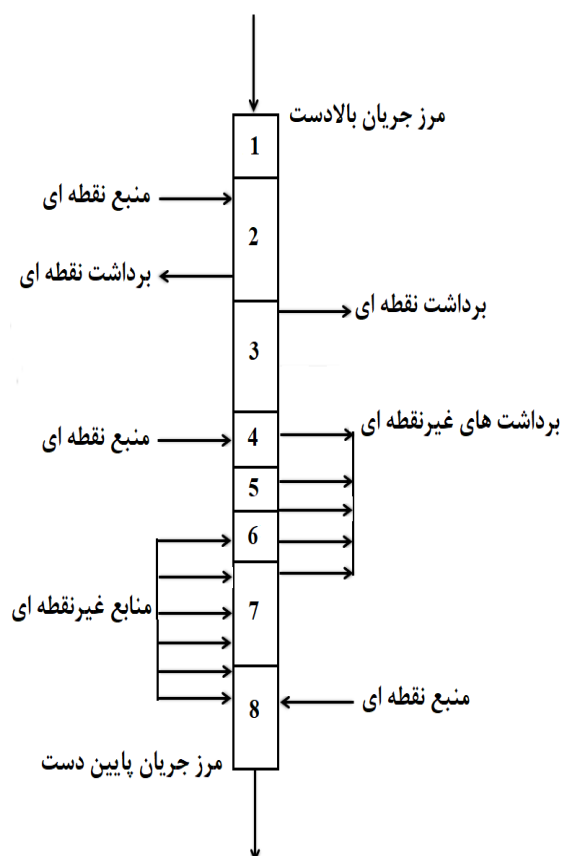 مرز جریان بالادست
1
منبع نقطه ای
2
برداشت نقطه ای
برداشت نقطه ای
3
برداشت های غیرنقطه ای
منبع نقطه ای
4
5
6
منابع غیرنقطه ای
7
منبع نقطه ای
8
مرز جریان پایین دست